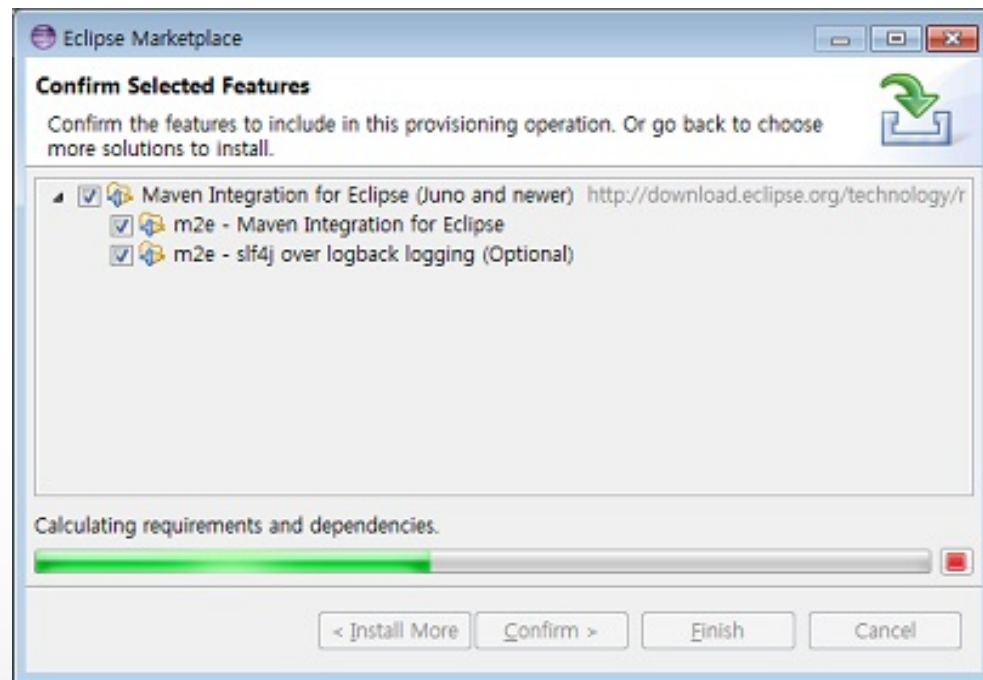 Eclipse Marketplace
Confirm Selected Features
Confirm the features to include in this provisioning operation. Or go back to choose
more solutions to install.
Maven Integration for Eclipse (Juno and newer) http://download.eclipse.org/technology/r
m2e - Maven Integration for Eclipse
m2e - slf4j over logback logging (Optional)
Calculating requirements and dependencies.
< Install More Confirm > Finish Cancel